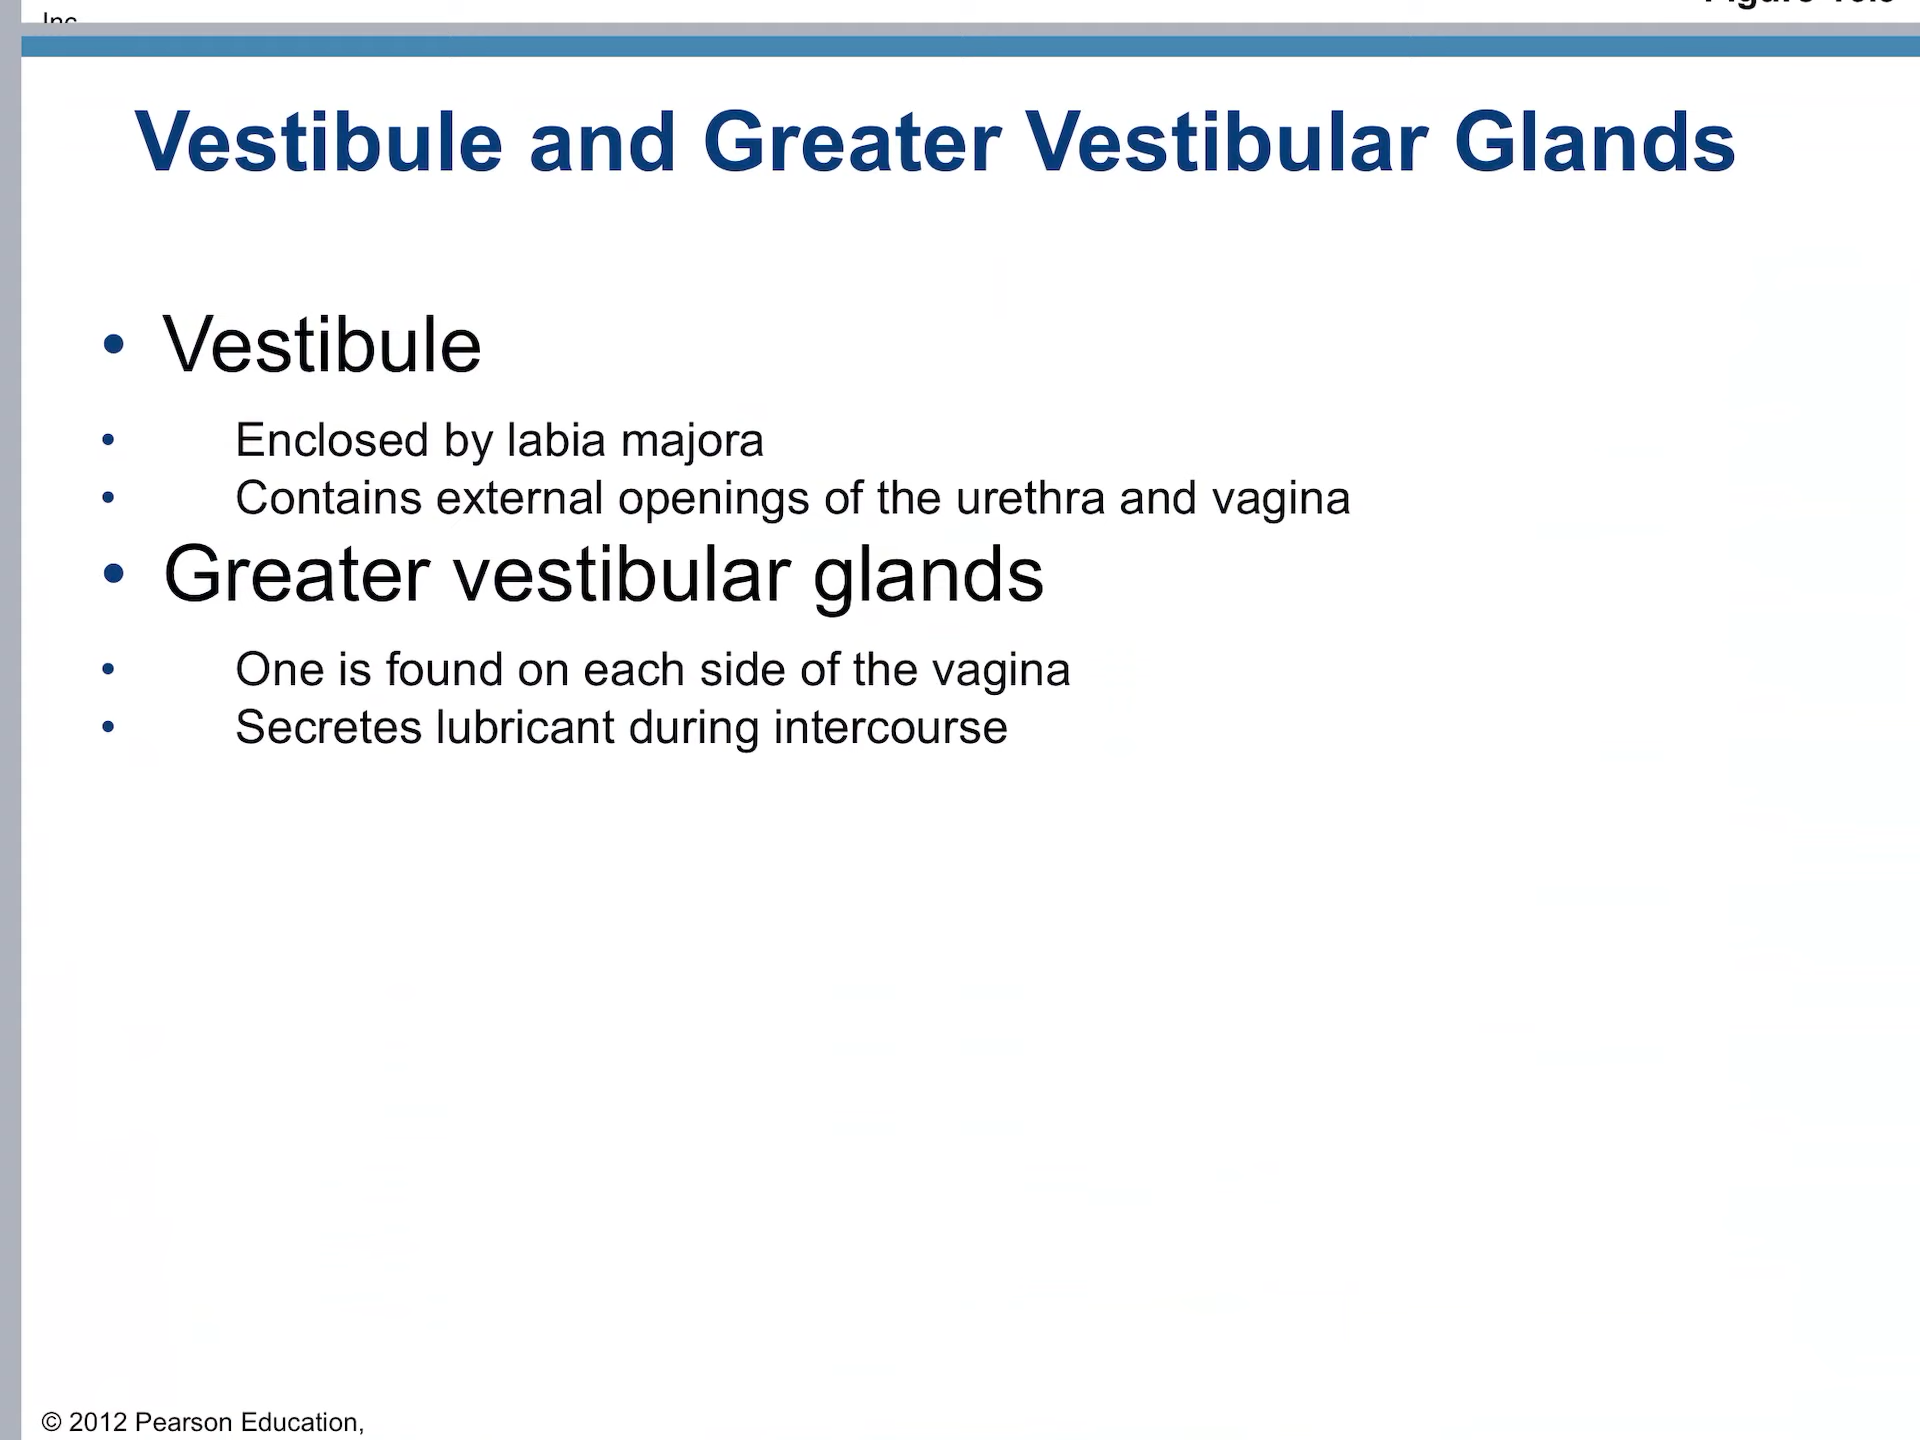 Inc.
Vestibule and Greater Vestibular Glands
• Vestibule
• Enclosed by labia majora
• Contains external openings of the urethra and vagina
• Greater vestibular glands
• One is found on each side of the vagina
• Secretes lubricant during intercourse
© 2012 Pearson Education,